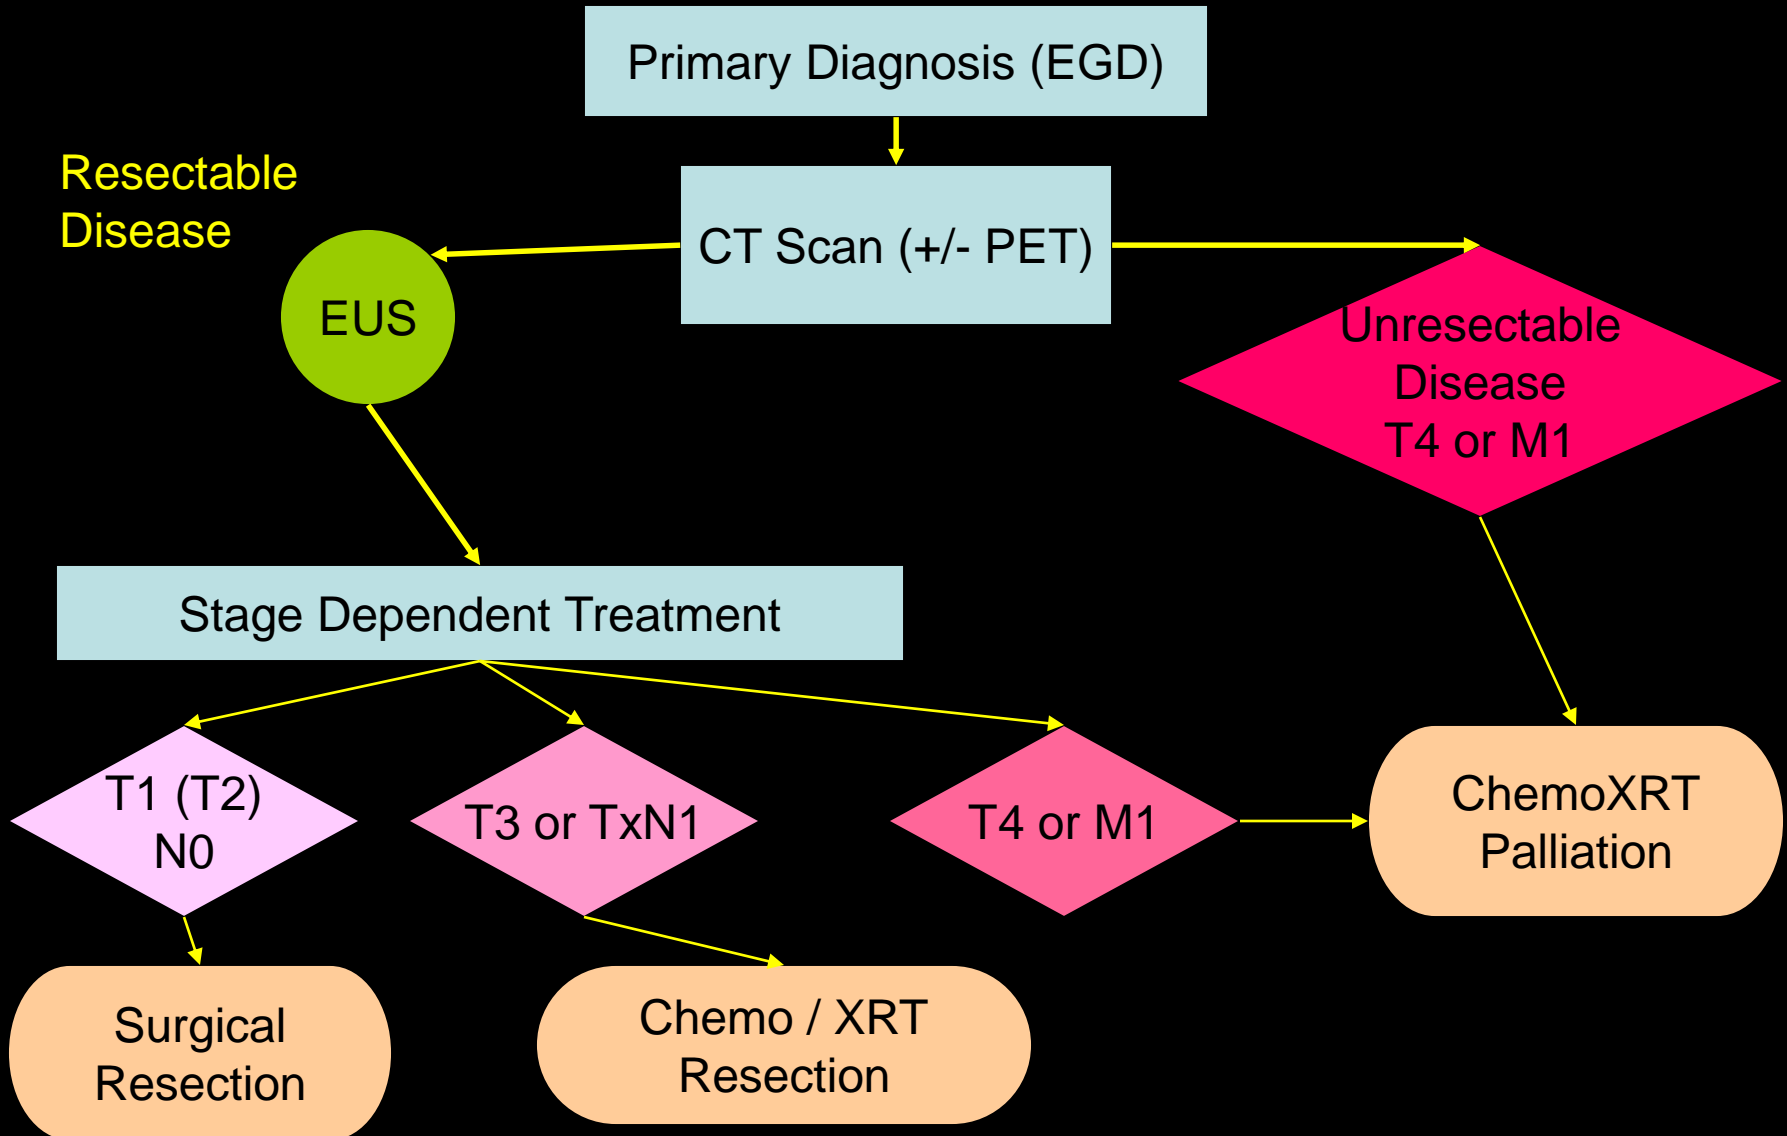 Primary Diagnosis (EGD)
Resectable
Disease
CT Scan (+/- PET)
EUS
Unresectable
Disease
T4 or M1
Stage Dependent Treatment
T1 (T2)
N0
T3 or TxN1
T4 or M1
ChemoXRT
Palliation
Surgical
Resection
Chemo / XRT
Resection